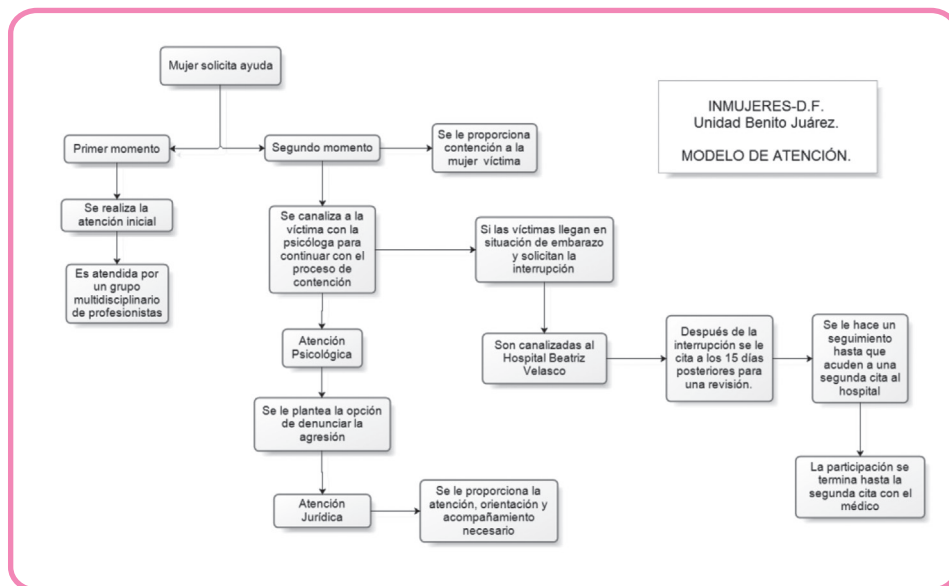 Mujer solicita ayuda
INMUJERES-D.F.
Unidad Benito Juárez.
MODELO DE ATENCIÓN.
Primer momento
Segundo momento
Se le proporciona
contención a la
mujer víctima
Se realiza la
atención inicial
Se canaliza a la
víctima con la
psicóloga para
continuar con el
proceso de
contención
Si las víctimas llegan en
situación de embarazo
y solicitan la
interrupción
Es atendida por
un grupo
multidisciplinario
de profesionistas
Atención
Psicológica
Son canalizadas al
Hospital Beatriz
Velasco
Después de la
interrupción se le
cita a los 15 días
posteriores para
una revisión.
Se le hace un
seguimiento
hasta que
acuden a una
segunda cita al
hospital
Se le plantea la opción
de denunciar la
agresión
La participación se
termina hasta la
segunda cita con el
médico
Atención
Jurídica
Se le proporciona la
atención, orientación y
acompañamiento
necesario